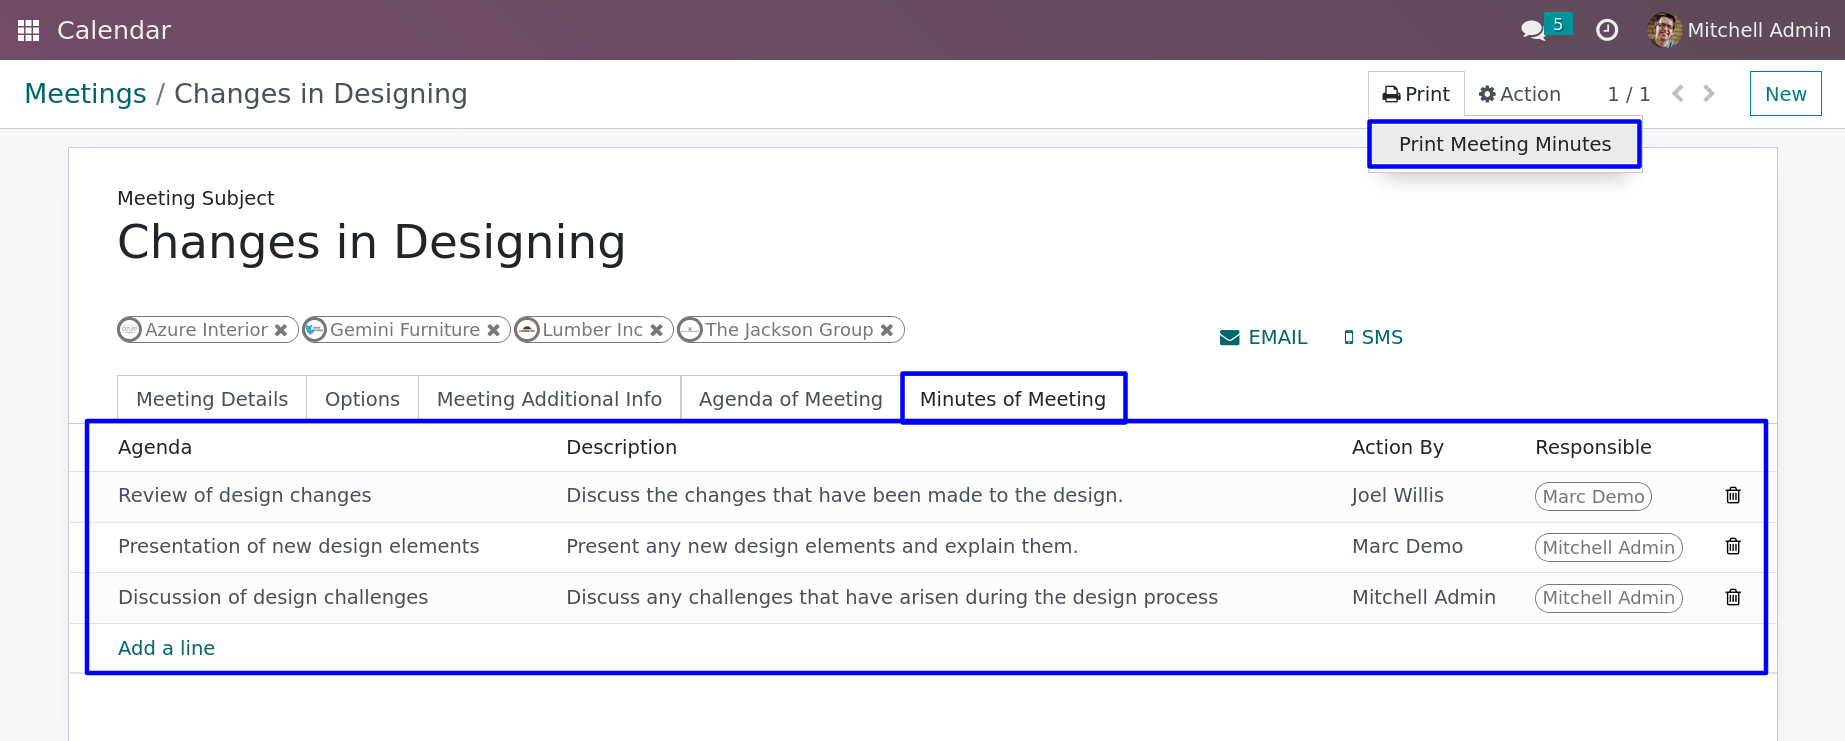 Calendar 5 Mitchell Admin
Meetings / Changes in Designing Print Action 1 / 1 New
Print Meeting Minutes
Meeting Subject
Changes in Designing
Azure Interior Gemini Furniture Lumber Inc The Jackson Group
EMAIL SMS
Meeting Details Options Meeting Additional Info Agenda of Meeting Minutes of Meeting
Agenda Description Action By Responsible
Review of design changes Discuss the changes that have been made to the design. Joel Willis Marc Demo
Presentation of new design elements Present any new design elements and explain them. Marc Demo Mitchell Admin
Discussion of design challenges Discuss any challenges that have arisen during the design process Mitchell Admin Mitchell Admin
Add a line